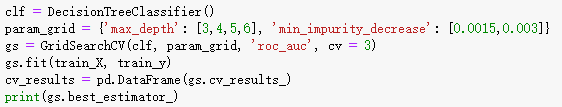 clf = DecisionTreeClassifier()
param_grid = {'max_depth': [3,4,5,6], 'min_impurity_decrease': [0.0015,0.003]}
gs = GridSearchCV(clf, param_grid, 'roc_auc', cv = 3)
gs.fit(train_X, train_y)
cv_results = pd.DataFrame(gs.cv_results_)
print(gs.best_estimator_)